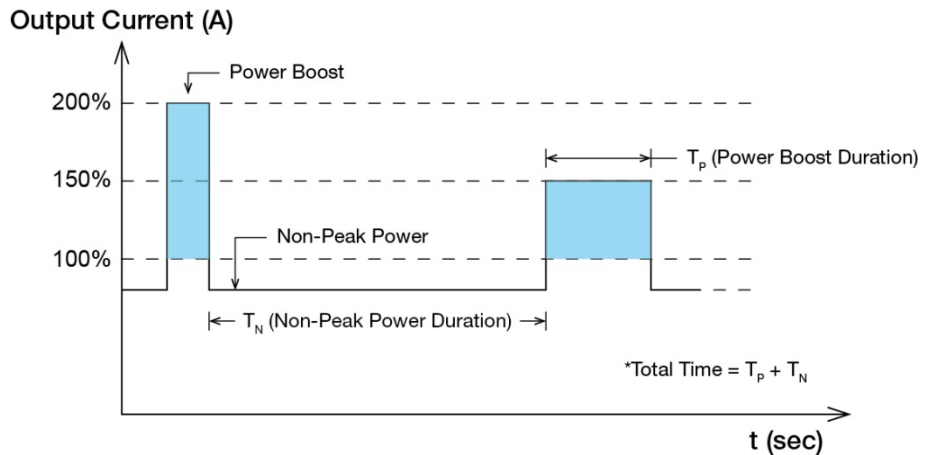 Output Current (A)
Power Boost
200%
T_P (Power Boost Duration)
150%
Non-Peak Power
100%
T_N (Non-Peak Power Duration)
*Total Time = T_P + T_N
t (sec)